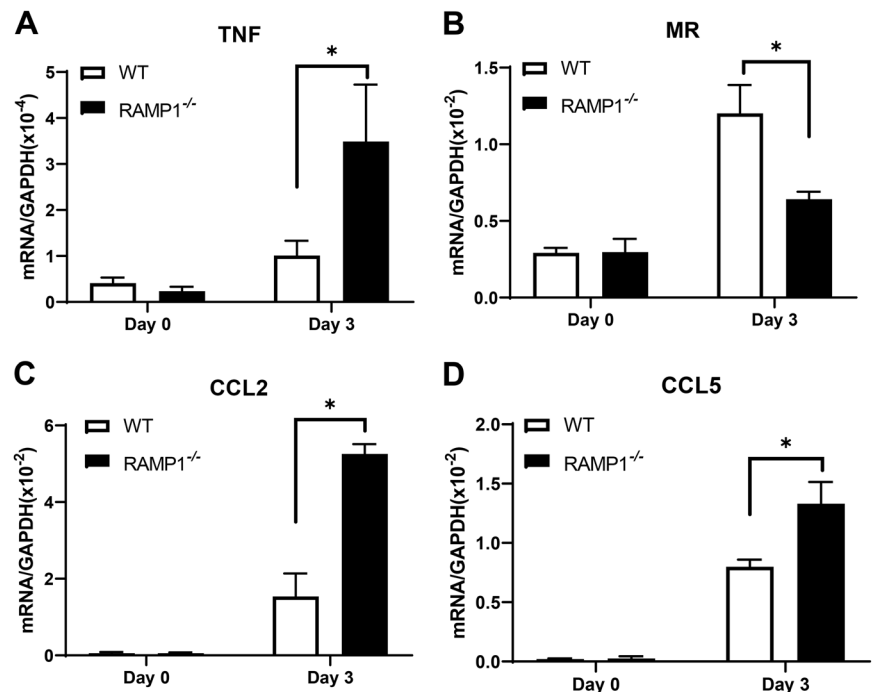 A
TNF
WT
RAMP1-/-
*
mRNA/GAPDH(x10-4)
5
4
3
2
1
0
Day 0
Day 3
B
MR
WT
RAMP1-/-
*
mRNA/GAPDH(x10-2)
1.5
1.0
0.5
0.0
Day 0
Day 3
C
CCL2
WT
RAMP1-/-
*
mRNA/GAPDH(x10-2)
6
4
2
0
Day 0
Day 3
D
CCL5
WT
RAMP1-/-
*
mRNA/GAPDH(x10-2)
2.0
1.5
1.0
0.5
0.0
Day 0
Day 3